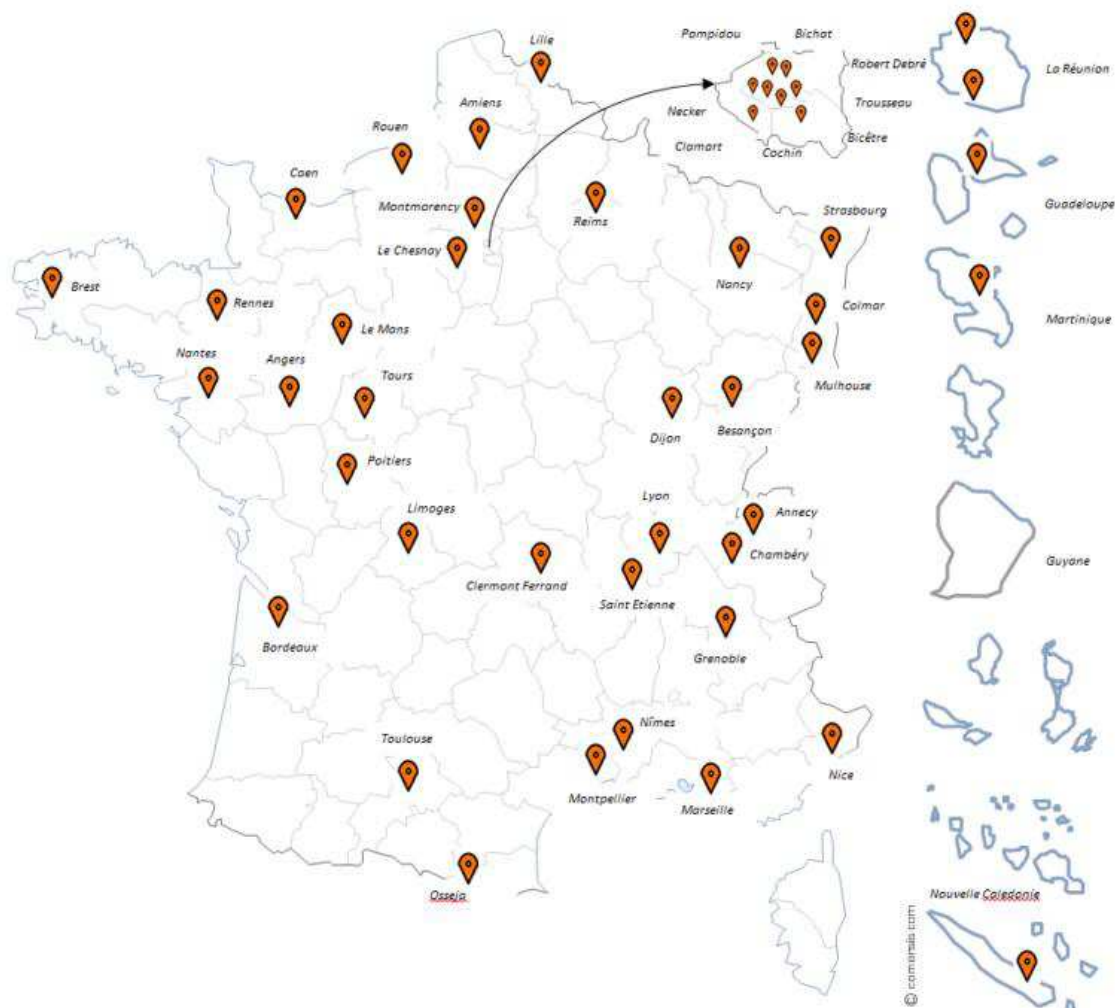 Lille
Pompidou
Bichat
Robert Debré
La Réunion
Amiens
Necker
Trousseau
Rouen
Clamart
Cochin
Bicêtre
Caen
Montmorency
Reims
Strasbourg
Guadeloupe
Le Chesnay
Brest
Rennes
Nancy
Colmar
Martinique
Le Mans
Nantes
Angers
Tours
Mulhouse
Dijon
Besançon
Poitiers
Limoges
Lyon
Annecy
Chambéry
Guyane
Clermont Ferrand
Saint Etienne
Bordeaux
Grenoble
Nîmes
Toulouse
Nice
Montpellier
Marseille
Osseja
Nouvelle Caledonie
© comersis com